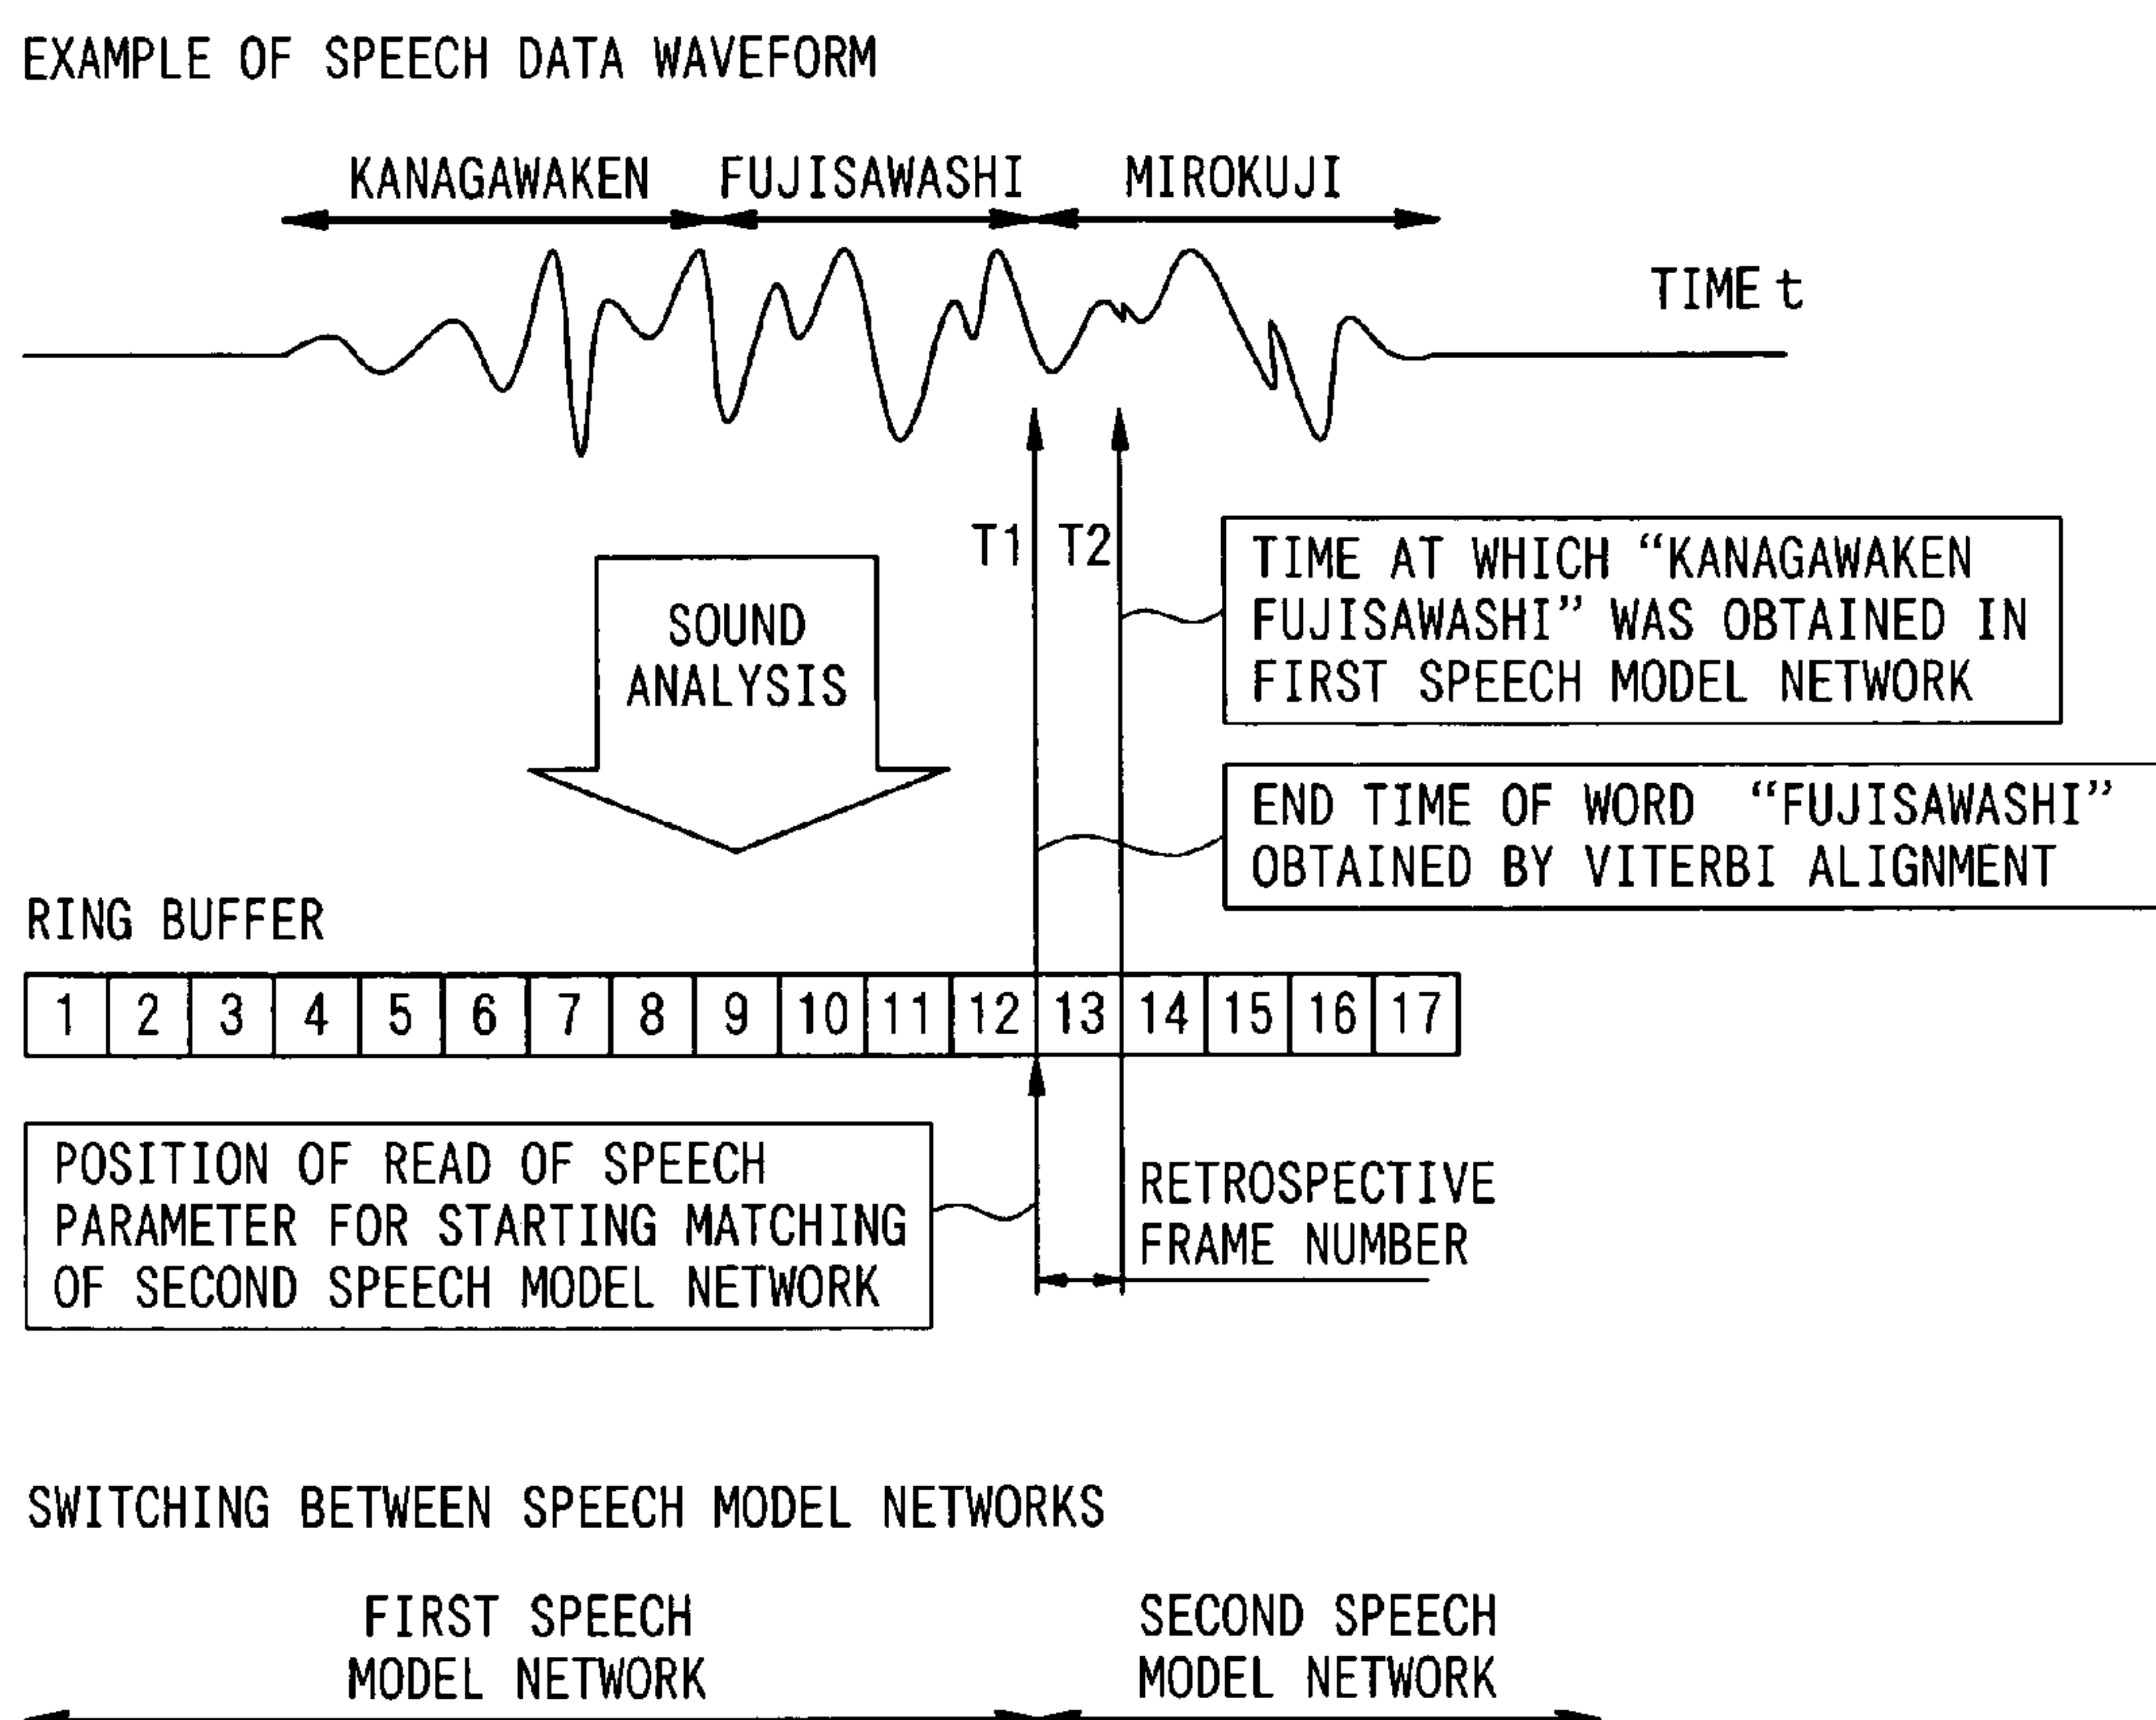 EXAMPLE OF SPEECH DATA WAVEFORM
KANAGAWAKEN FUJISAWASHI MIROKUJI
TIME t
T1 T2
TIME AT WHICH “KANAGAWAKEN
FUJISAWASHI” WAS OBTAINED IN
FIRST SPEECH MODEL NETWORK
SOUND
ANALYSIS
END TIME OF WORD “FUJISAWASHI”
OBTAINED BY VITERBI ALIGNMENT
RING BUFFER
1 2 3 4 5 6 7 8 9 10 11 12 13 14 15 16 17
POSITION OF READ OF SPEECH
PARAMETER FOR STARTING MATCHING
OF SECOND SPEECH MODEL NETWORK
RETROSPECTIVE
FRAME NUMBER
SWITCHING BETWEEN SPEECH MODEL NETWORKS
FIRST SPEECH
MODEL NETWORK
SECOND SPEECH
MODEL NETWORK